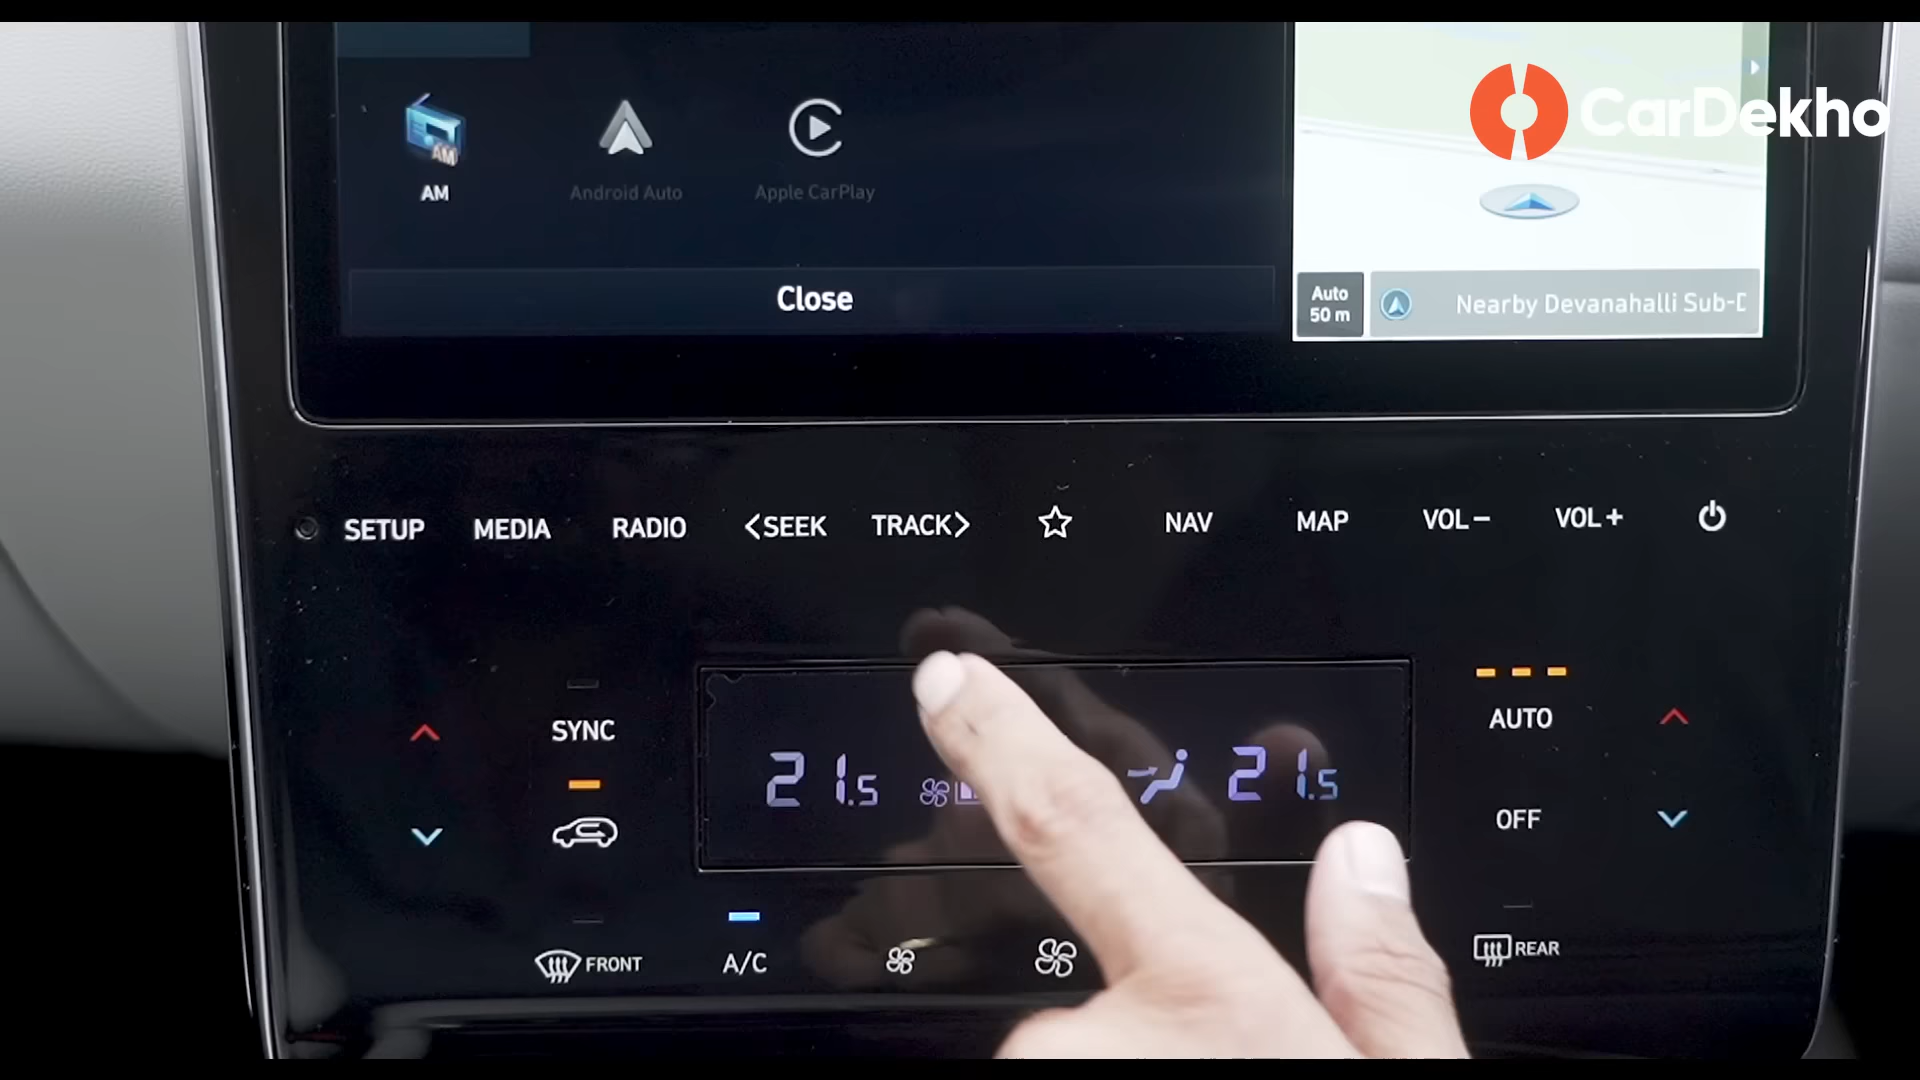 CarDekho
AM
AM
Android Auto
Apple CarPlay
Close
Auto
50 m
Nearby Devanahalli Sub-D
SETUP
MEDIA
RADIO
<SEEK
TRACK>
NAV
MAP
VOL−
VOL+
SYNC
21.5
21.5
AUTO
OFF
FRONT
A/C
REAR